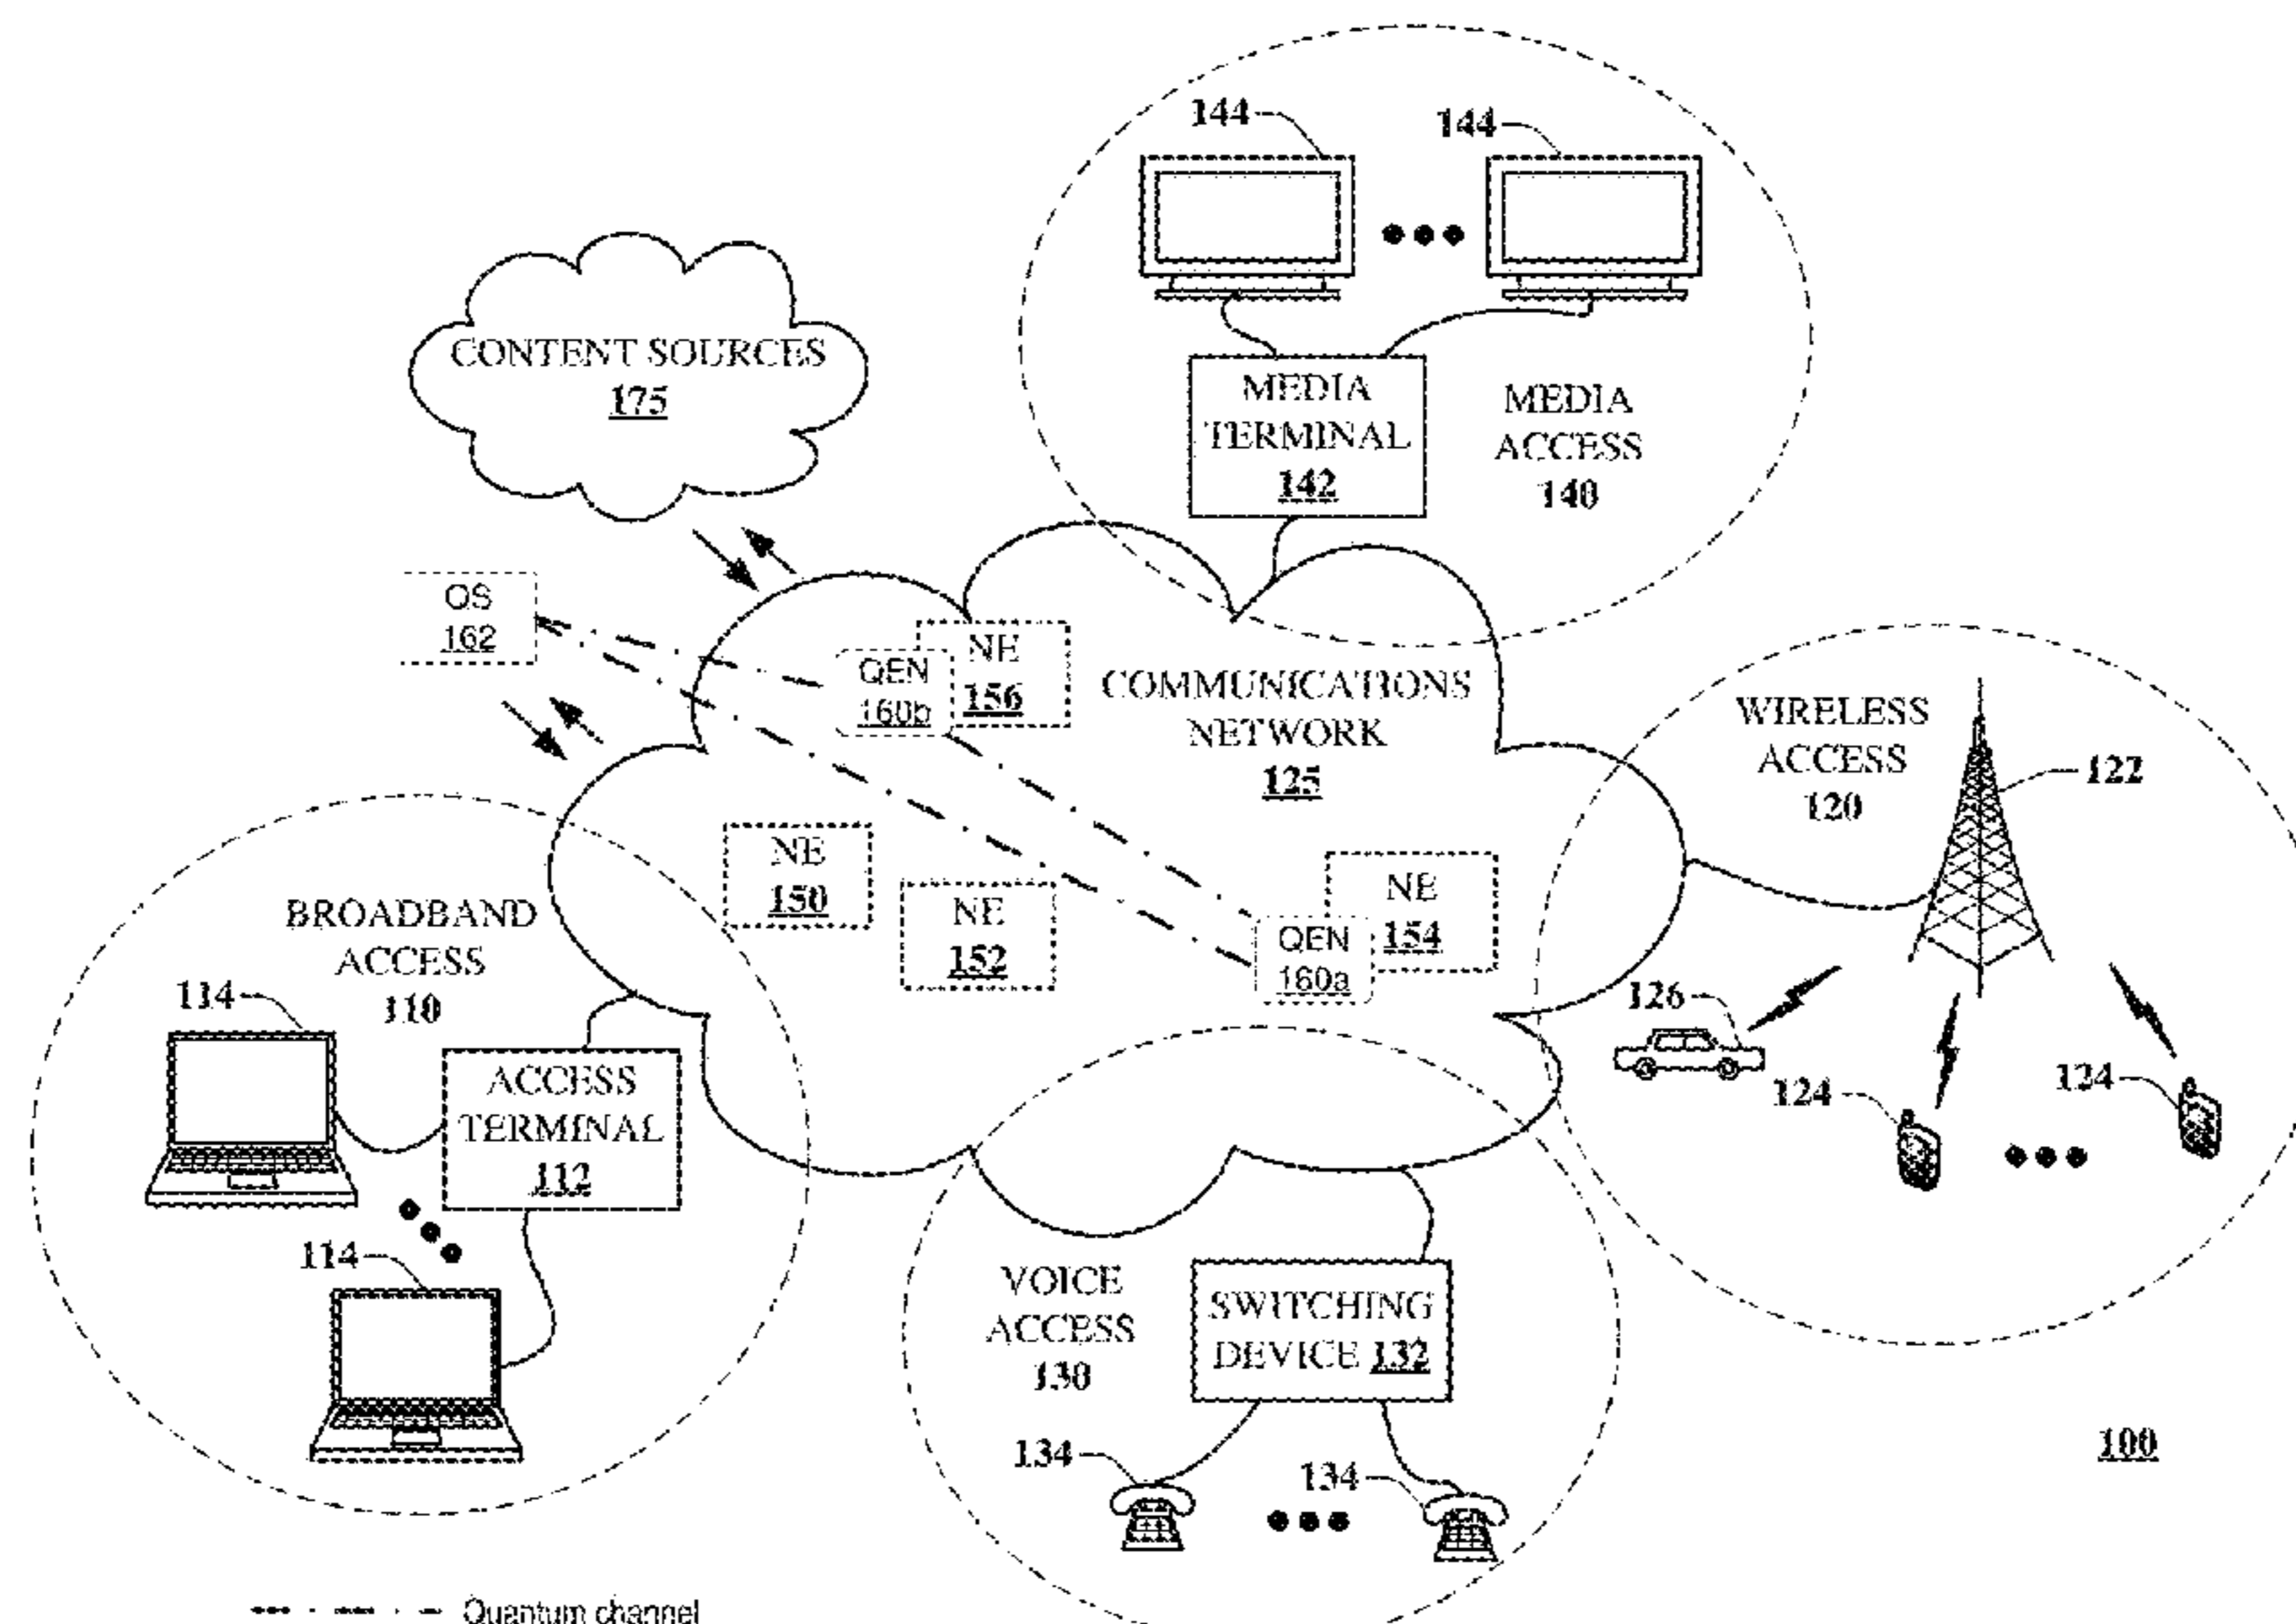 144
144
CONTENT SOURCES
175
MEDIA
TERMINAL
142
MEDIA
ACCESS
140
QS
162
NE
156
QEN
160b
COMMUNICATIONS
NETWORK
125
WIRELESS
ACCESS
120
122
NE
150
NE
152
NE
154
QEN
160a
BROADBAND
ACCESS
110
114
ACCESS
TERMINAL
112
114
126
124
124
VOICE
ACCESS
130
SWITCHING
DEVICE 132
134
134
100
Quantum channel